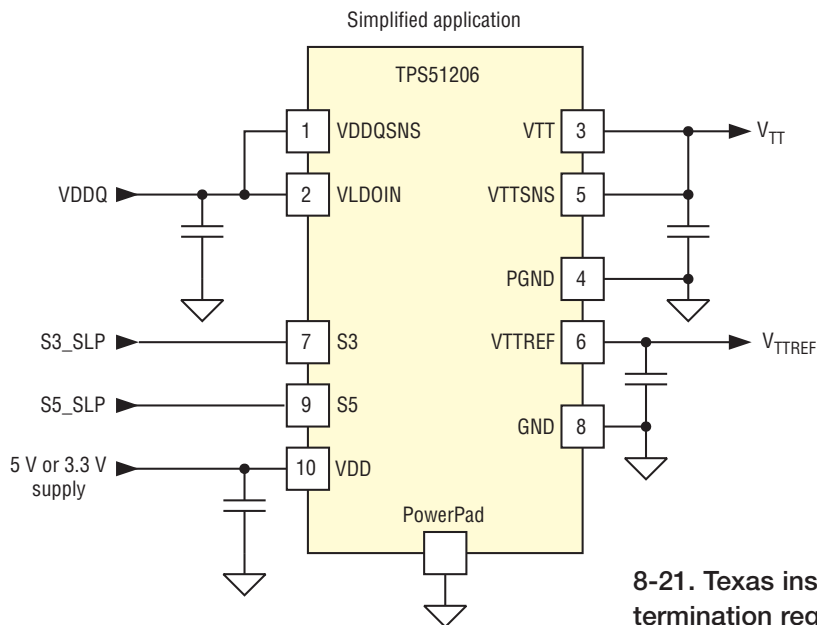 Simplified application
TPS51206
1 VDDQSNS VTT 3 V_TT
VDDQ 2 VLDOIN VTTSNS 5
PGND 4
S3_SLP 7 S3 VTTREF 6 V_TTREF
S5_SLP 9 S5 GND 8
5 V or 3.3 V
supply
10 VDD
PowerPad
8-21. Texas ins
termination req